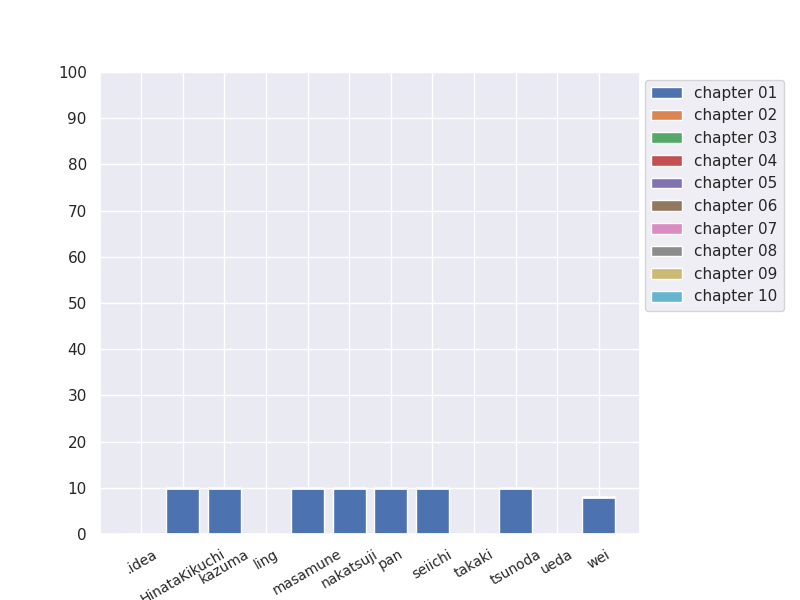 100
90
80
70
60
50
40
30
20
10
0
.idea
HinataKikuchi
kazuma
ling
masamune
nakatsuji
pan
seiichi
takaki
tsunoda
ueda
wei
chapter 01
chapter 02
chapter 03
chapter 04
chapter 05
chapter 06
chapter 07
chapter 08
chapter 09
chapter 10